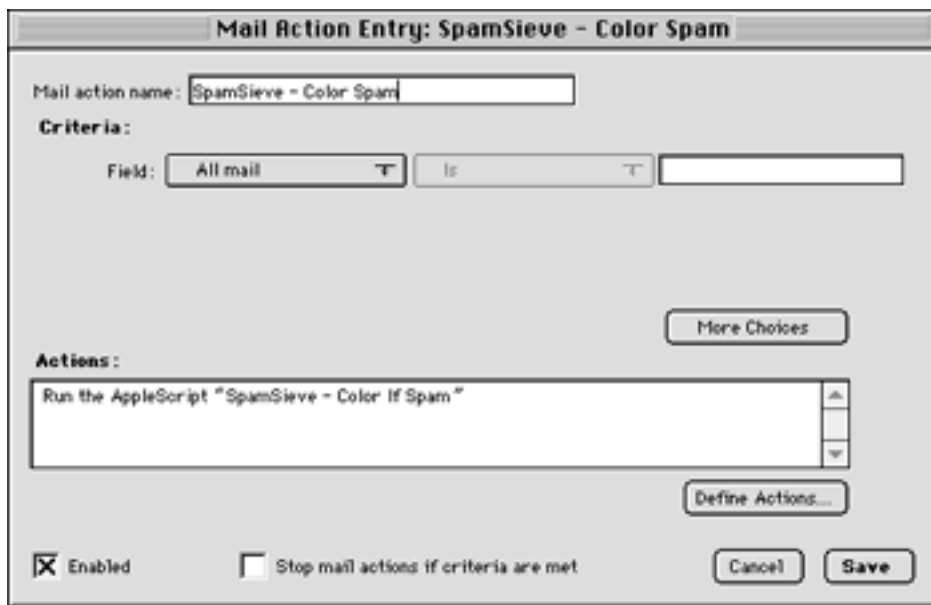 Mail Action Entry: SpamSieve - Color Spam
Mail action name: SpamSieve - Color Spam
Criteria:
Field: All mail Is
More Choices
Actions:
Run the AppleScript "SpamSieve - Color If Spam"
Define Actions...
Enabled Stop mail actions if criteria are met Cancel Save